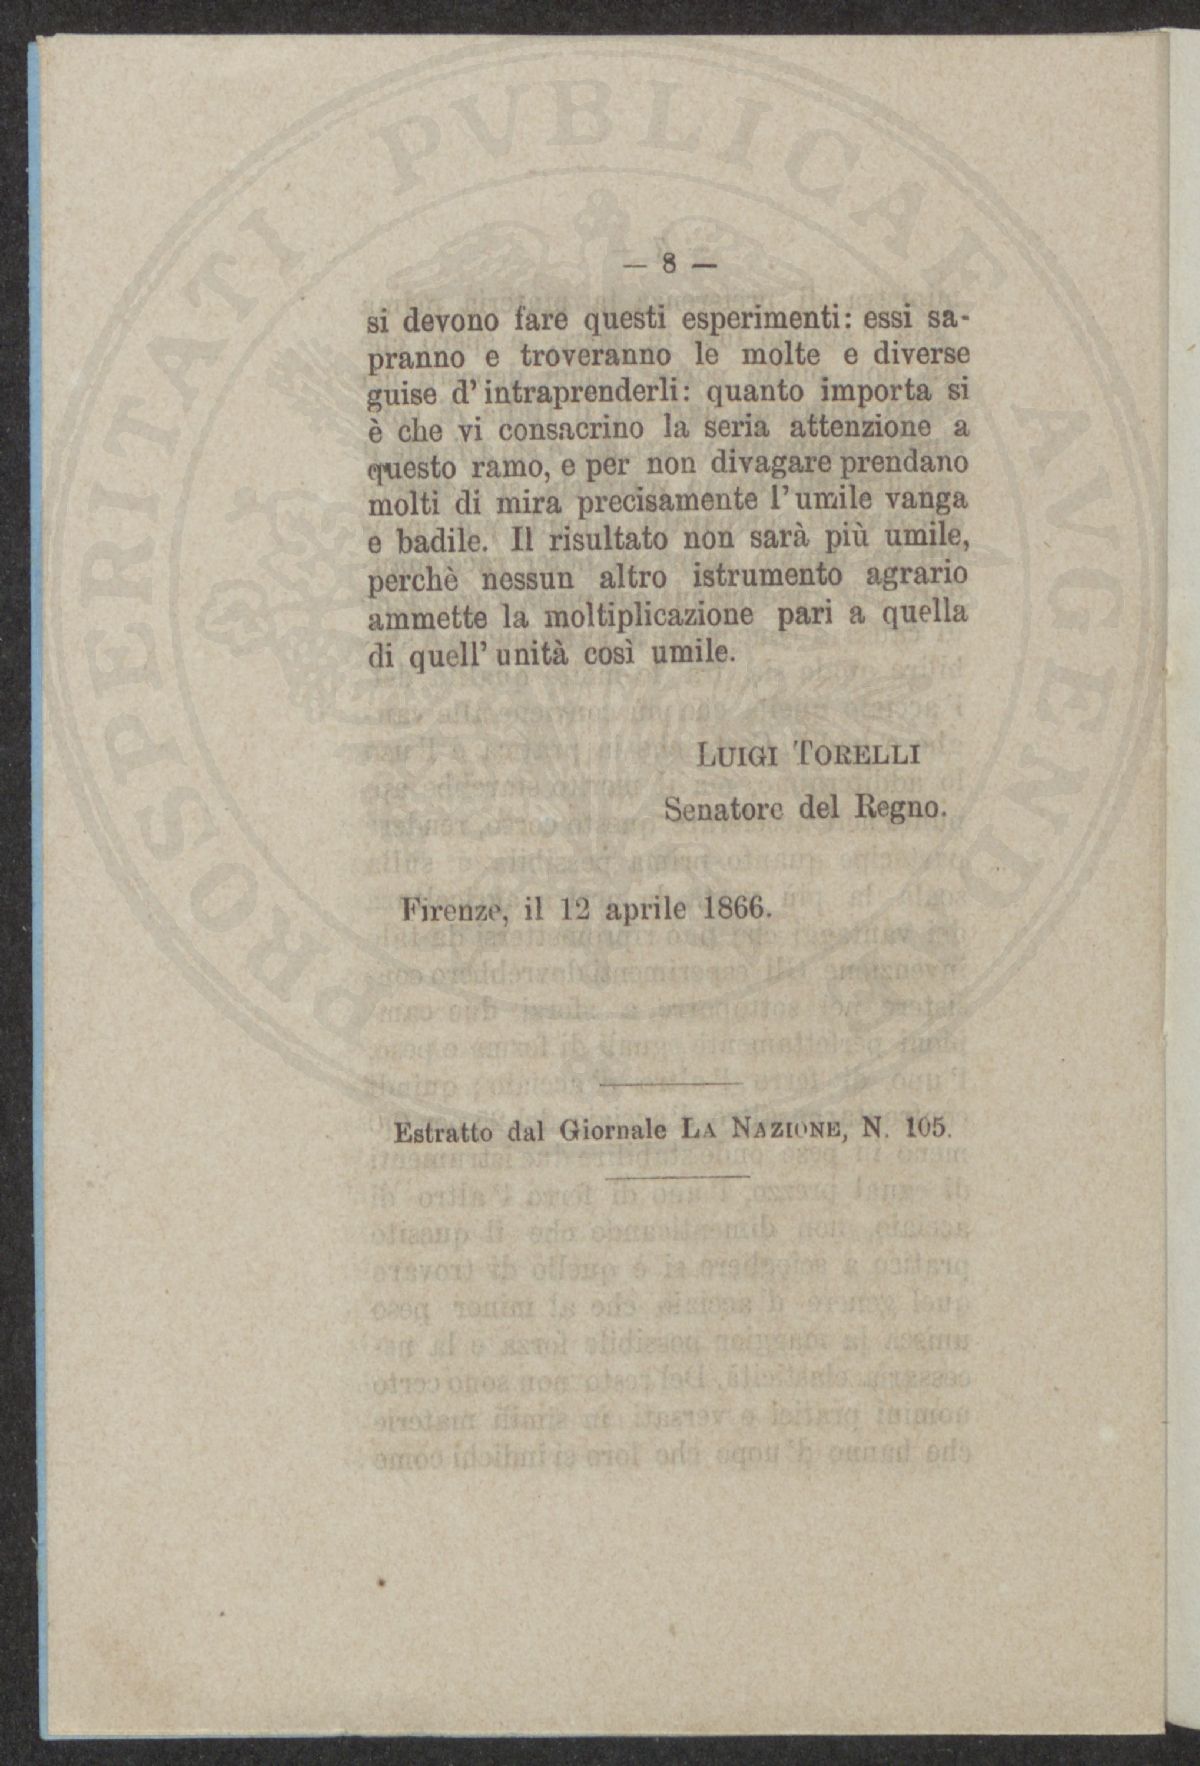 — 8 —
si devono fare questi esperimenti: essi sa-
pranno e troveranno le molte e diverse
guise d'intraprenderli: quanto importa si
è che vi consacrino la seria attenzione a
questo ramo, e per non divagare prendano
molti di mira precisamente l'umile vanga
e badile. Il risultato non sarà più umile,
perchè nessun altro istrumento agrario
ammette la moltiplicazione pari a quella
di quell'unità così umile.
LUIGI TORELLI
Senatore del Regno.
Firenze, il 12 aprile 1866.
Estratto dal Giornale LA NAZIONE, N. 105.
PROSPERITATI PVBLICAE AVGENDAE